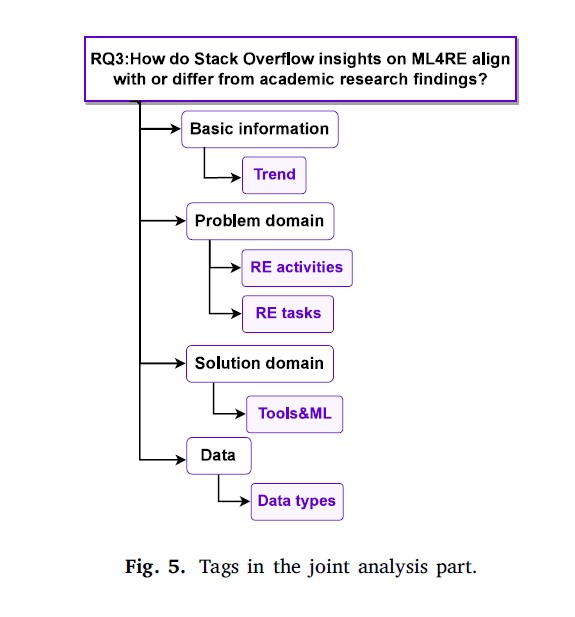 RQ3:How do Stack Overflow insights on ML4RE align
with or differ from academic research findings?
Basic information
Trend
Problem domain
RE activities
RE tasks
Solution domain
Tools&ML
Data
Data types
Fig. 5. Tags in the joint analysis part.